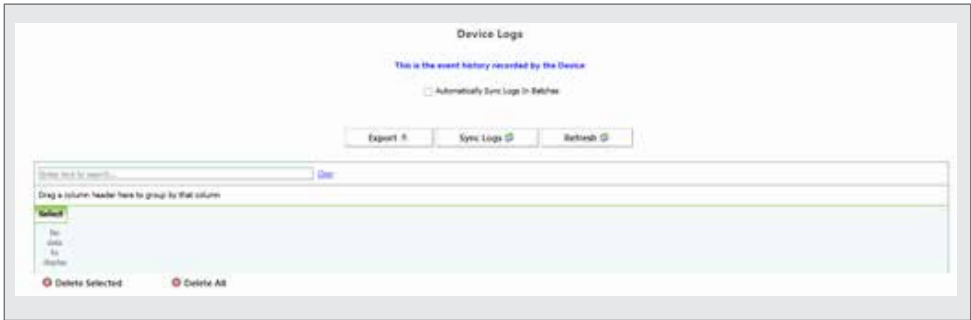 Device Logs
This is the event history recorded by the Device
Automatically Sync Logs In Batches
Export Sync Logs Refresh
Enter text to search... Clear
Drag a column header here to group by that column
Select
No
data
to
display
Delete Selected Delete All